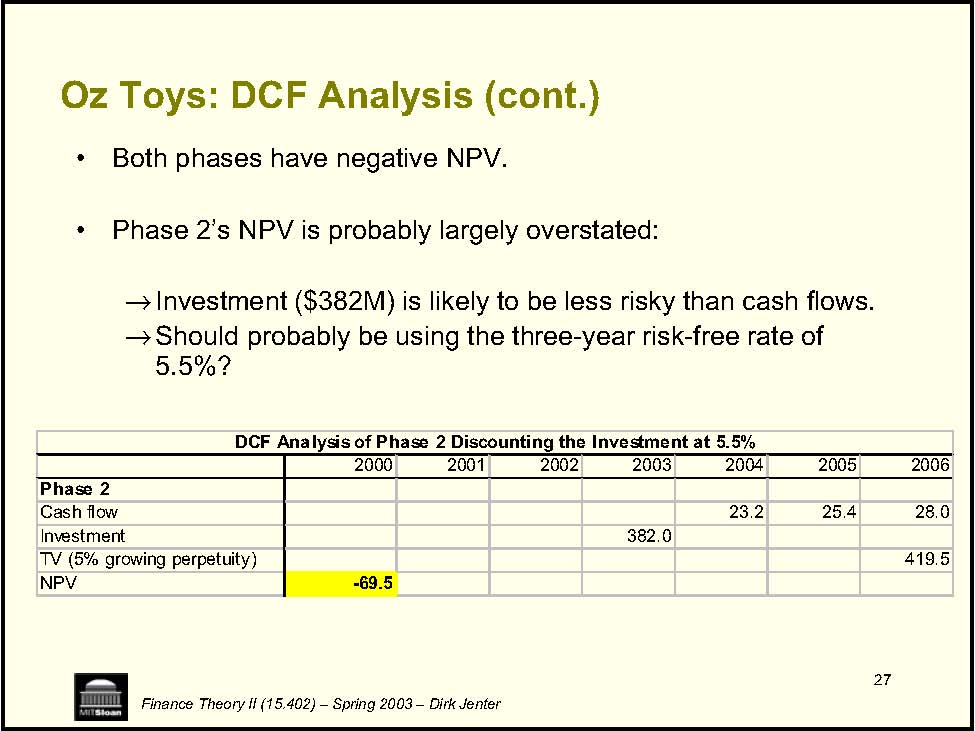 Oz Toys: DCF Analysis (cont.)
• Both phases have negative NPV.
• Phase 2’s NPV is probably largely overstated:
→ Investment ($382M) is likely to be less risky than cash flows.
→ Should probably be using the three-year risk-free rate of
5.5%?
DCF Analysis of Phase 2 Discounting the Investment at 5.5%
2000 2001 2002 2003 2004 2005 2006
Phase 2
Cash flow 23.2 25.4 28.0
Investment 382.0
TV (5% growing perpetuity) 419.5
NPV -69.5
27
MITSloan
Finance Theory II (15.402) – Spring 2003 – Dirk Jenter